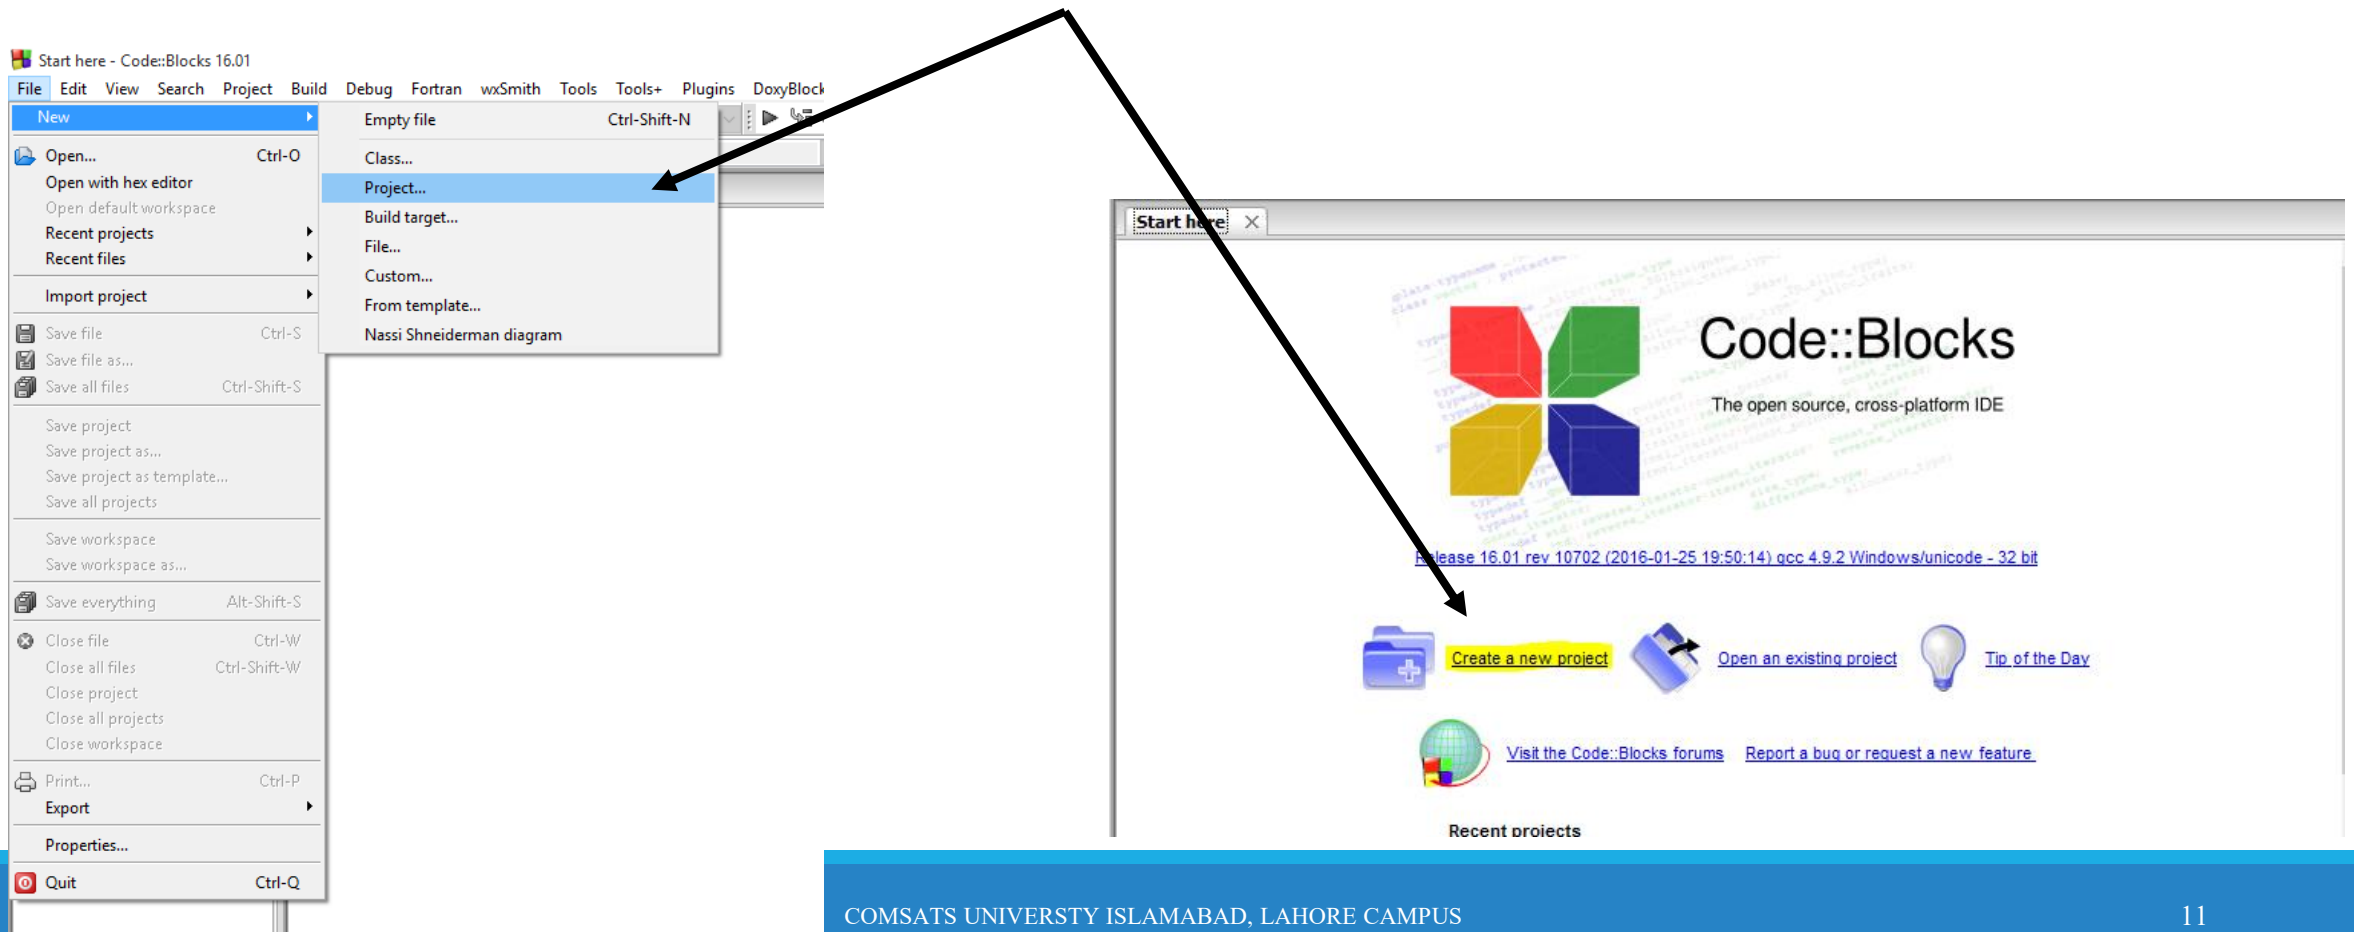 Start here - Code::Blocks 16.01
File Edit View Search Project Build Debug Fortran wxSmith Tools Tools+ Plugins DoxyBlock
New
Open... Ctrl-O
Open with hex editor
Open default workspace
Recent projects
Recent files
Import project
Save file Ctrl-S
Save file as...
Save all files Ctrl-Shift-S
Save project
Save project as...
Save project as template...
Save all projects
Save workspace
Save workspace as...
Save everything Alt-Shift-S
Close file Ctrl-W
Close all files Ctrl-Shift-W
Close project
Close all projects
Close workspace
Print... Ctrl-P
Export
Properties...
Quit Ctrl-Q
Empty file Ctrl-Shift-N
Class...
Project...
Build target...
File...
Custom...
From template...
Nassi Shneiderman diagram
Start here
Code::Blocks
The open source, cross-platform IDE
Release 16.01 rev 10702 (2016-01-25 19:50:14) gcc 4.9.2 Windows/unicode - 32 bit
Create a new project Open an existing project Tip of the Day
Visit the Code::Blocks forums Report a bug or request a new feature
Recent projects
COMSATS UNIVERSTY ISLAMABAD, LAHORE CAMPUS 11